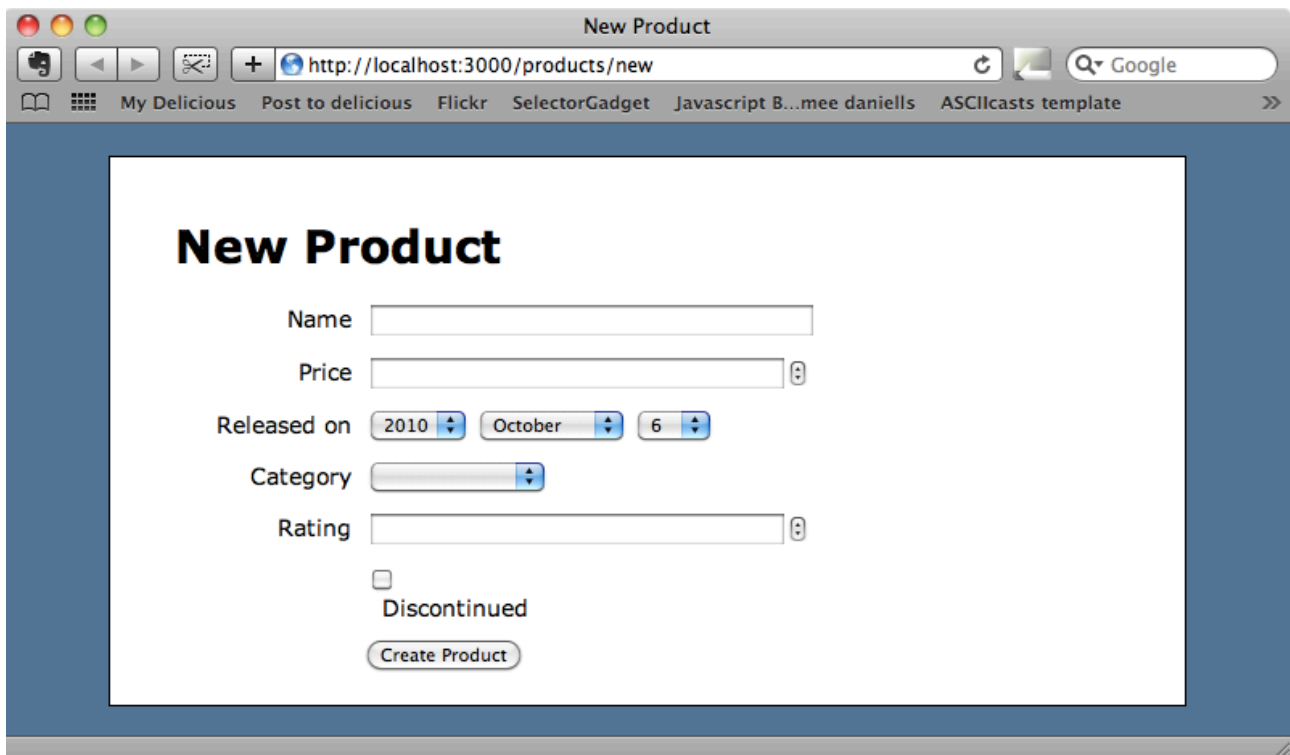 New Product
+ http://localhost:3000/products/new Google
My Delicious Post to delicious Flickr SelectorGadget Javascript B...mee daniells ASCIIcasts template >>
New Product
Name
Price
Released on 2010 October 6
Category
Rating
Discontinued
Create Product